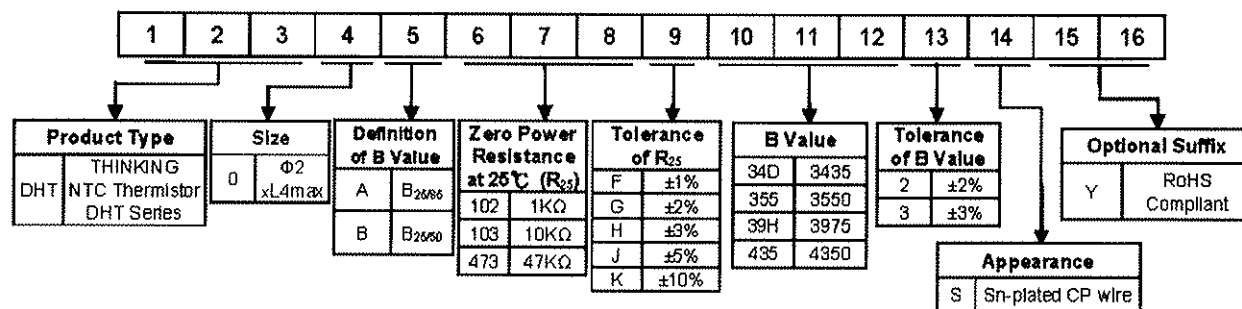 1 2 3 4 5 6 7 8 9 10 11 12 13 14 15 16
Product Type
DHT THINKING NTC Thermistor DHT Series
Size
0 Φ2 xL4max
Definition of B Value
A B25/85
B B25/50
Zero Power Resistance at 25℃ (R25)
102 1KΩ
103 10KΩ
473 47KΩ
Tolerance of R25
F ±1%
G ±2%
H ±3%
J ±5%
K ±10%
B Value
34D 3435
355 3550
39H 3975
435 4350
Tolerance of B Value
2 ±2%
3 ±3%
Appearance
S Sn-plated CP wire
Optional Suffix
Y RoHS Compliant